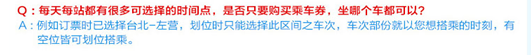 Q：每天每站都有很多可选择的时间点，是否只要购买乘车券，坐哪个车都可以？
A：例如订票时已选择台北-左营，划位时只能选择此区间之车次，车次部份就以您想搭乘的时刻，有
空位皆可划位搭乘。